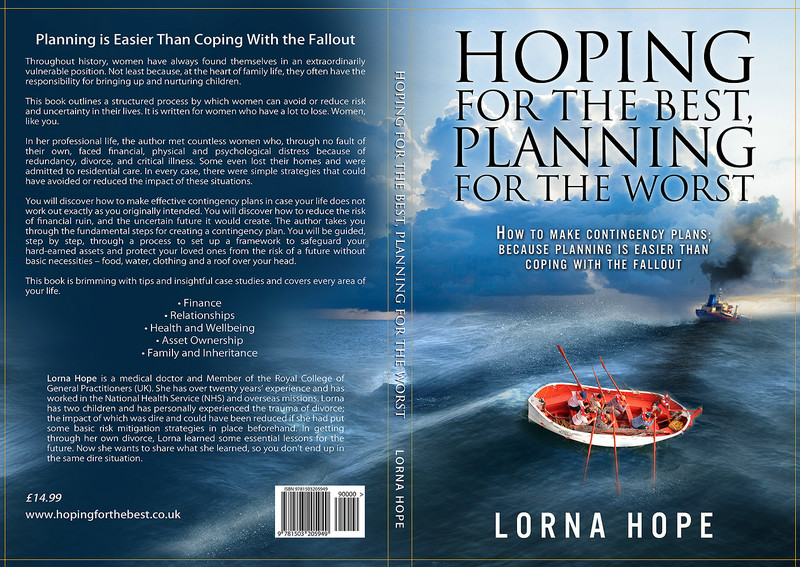 Planning is Easier Than Coping With the Fallout
Throughout history, women have always found themselves in an extraordinarily
vulnerable position. Not least because, at the heart of family life, they often have the
responsibility for bringing up and nurturing children.
This book outlines a structured process by which women can avoid or reduce risk
and uncertainty in their lives. It is written for women who have a lot to lose. Women,
like you.
In her professional life, the author met countless women who, through no fault of
their own, faced financial, physical and psychological distress because of
redundancy, divorce, and critical illness. Some even lost their homes and were
admitted to residential care. In every case, there were simple strategies that could
have avoided or reduced the impact of these situations.
You will discover how to make effective contingency plans in case your life does not
work out exactly as you originally intended. You will discover how to reduce the risk
of financial ruin, and the uncertain future it would create. The author takes you
through the fundamental steps for creating a contingency plan. You will be guided,
step by step, through a process to set up a framework to safeguard your
hard-earned assets and protect your loved ones from the risk of a future without
basic necessities – food, water, clothing and a roof over your head.
This book is brimming with tips and insightful case studies and covers every area of
your life.
• Finance
• Relationships
• Health and Wellbeing
• Asset Ownership
• Family and Inheritance
Lorna Hope is a medical doctor and Member of the Royal College of
General Practitioners (UK). She has over twenty years' experience and has
worked in the National Health Service (NHS) and overseas missions. Lorna
has two children and has personally experienced the trauma of divorce;
the impact of which was dire and could have been reduced if she had put
some basic risk mitigation strategies in place beforehand. In getting
through her own divorce, Lorna learned some essential lessons for the
future. Now she wants to share what she learned, so you don't end up in
the same dire situation.
£14.99
www.hopingforthebest.co.uk
ISBN 9781503205949
90000 >
9 781503 205949
HOPING FOR THE BEST, PLANNING FOR THE WORST LORNA HOPE
HOPING
FOR THE BEST,
PLANNING
FOR THE WORST
HOW TO MAKE CONTINGENCY PLANS;
BECAUSE PLANNING IS EASIER THAN
COPING WITH THE FALLOUT
LORNA HOPE